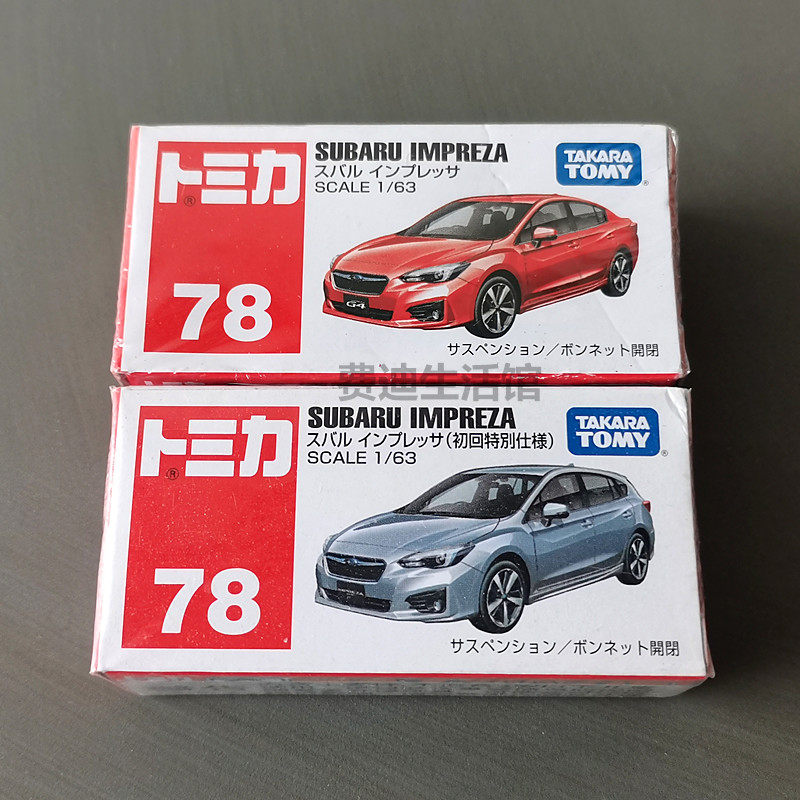 トミカ®
78
SUBARU IMPREZA
スバル インプレッサ
SCALE 1/63
TAKARA
TOMY®
G4
サスペンション/ボンネット開閉
费迪生活馆
トミカ®
78
SUBARU IMPREZA
スバル インプレッサ(初回特別仕様)
SCALE 1/63
TAKARA
TOMY®
IMPREZA
サスペンション/ボンネット開閉